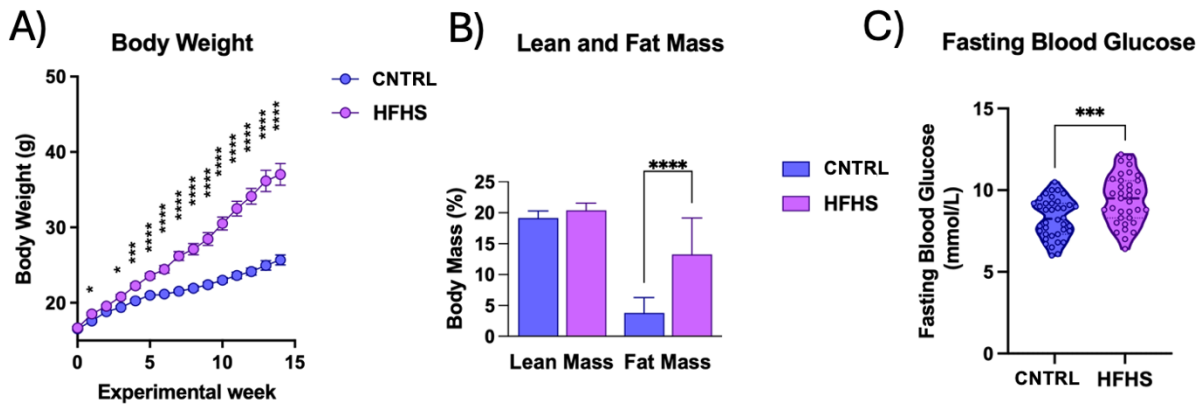 A)
Body Weight
Body Weight (g)
50
40
30
20
0
5
10
15
Experimental week
*
*
***
****
****
****
****
****
****
****
****
****
****
CNTRL
HFHS
B)
Lean and Fat Mass
Body Mass (%)
25
20
15
10
5
0
****
Lean Mass
Fat Mass
CNTRL
HFHS
C)
Fasting Blood Glucose
Fasting Blood Glucose
(mmol/L)
15
10
5
0
***
CNTRL
HFHS